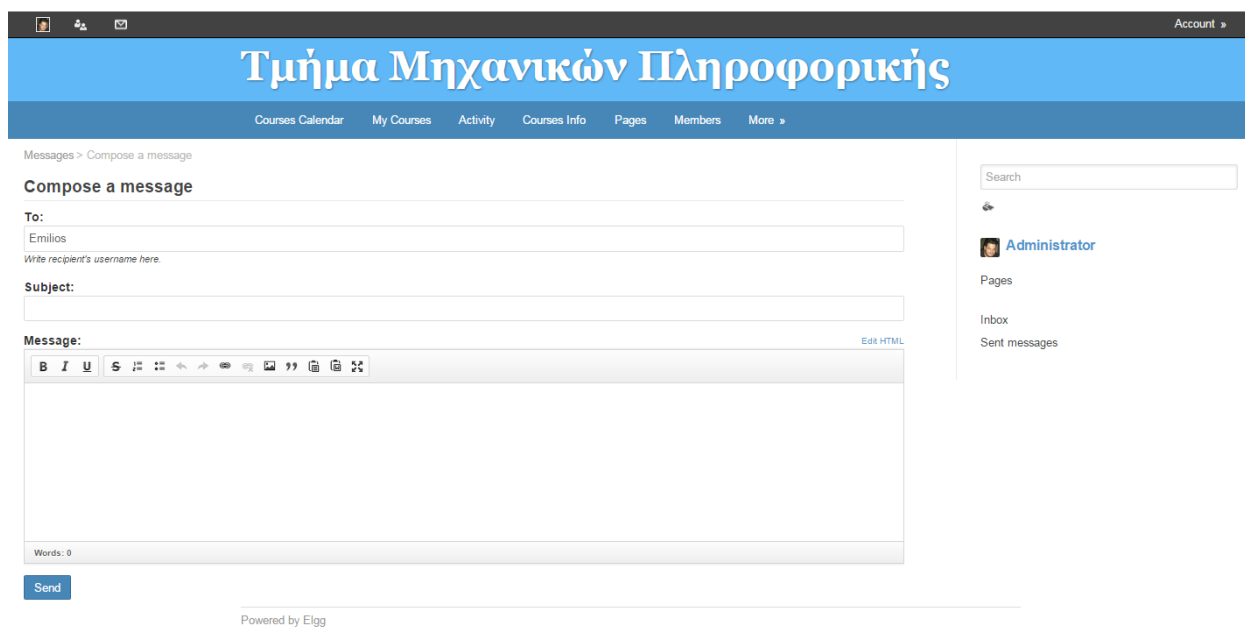 Account »
Τμήμα Μηχανικών Πληροφορικής
Courses Calendar My Courses Activity Courses Info Pages Members More »
Messages > Compose a message
Compose a message
To:
Emilios
Write recipient's username here.
Subject:
Message: Edit HTML
B I U S
Words: 0
Send
Search
Administrator
Pages
Inbox
Sent messages
Powered by Elgg